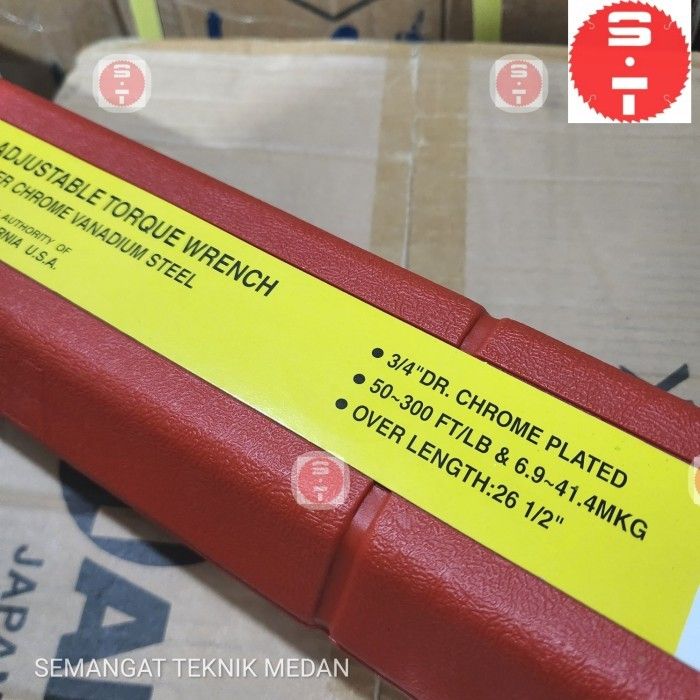 S·T
S·T
S·T
ADJUSTABLE TORQUE WRENCH
CHROME VANADIUM STEEL
AUTHORITY OF
U.S.A.
• 3/4"DR. CHROME PLATED
• 50~300 FT/LB & 6.9~41.4MKG
• OVER LENGTH:26 1/2"
S·T
JAPAN
SEMANGAT TEKNIK MEDAN